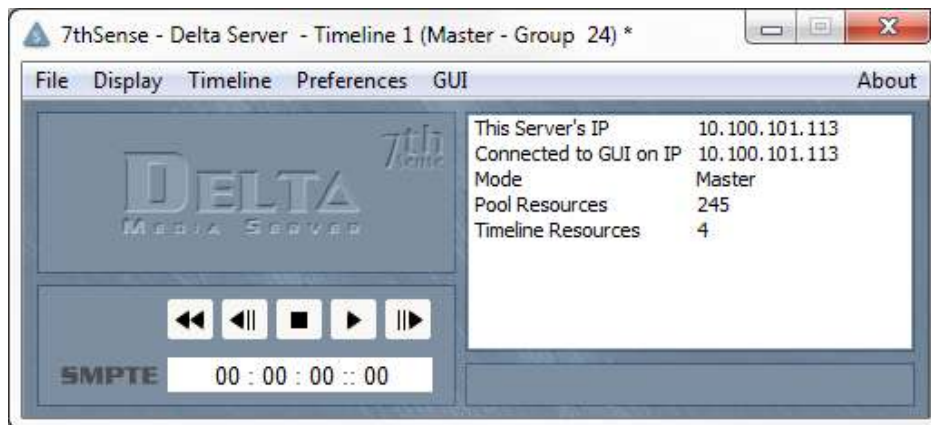 7thSense - Delta Server - Timeline 1 (Master - Group 24) *
File Display Timeline Preferences GUI About
7th
Sense
DELTA
MEDIA SERVER
This Server's IP 10.100.101.113
Connected to GUI on IP 10.100.101.113
Mode Master
Pool Resources 245
Timeline Resources 4
SMPTE 00 : 00 : 00 :: 00